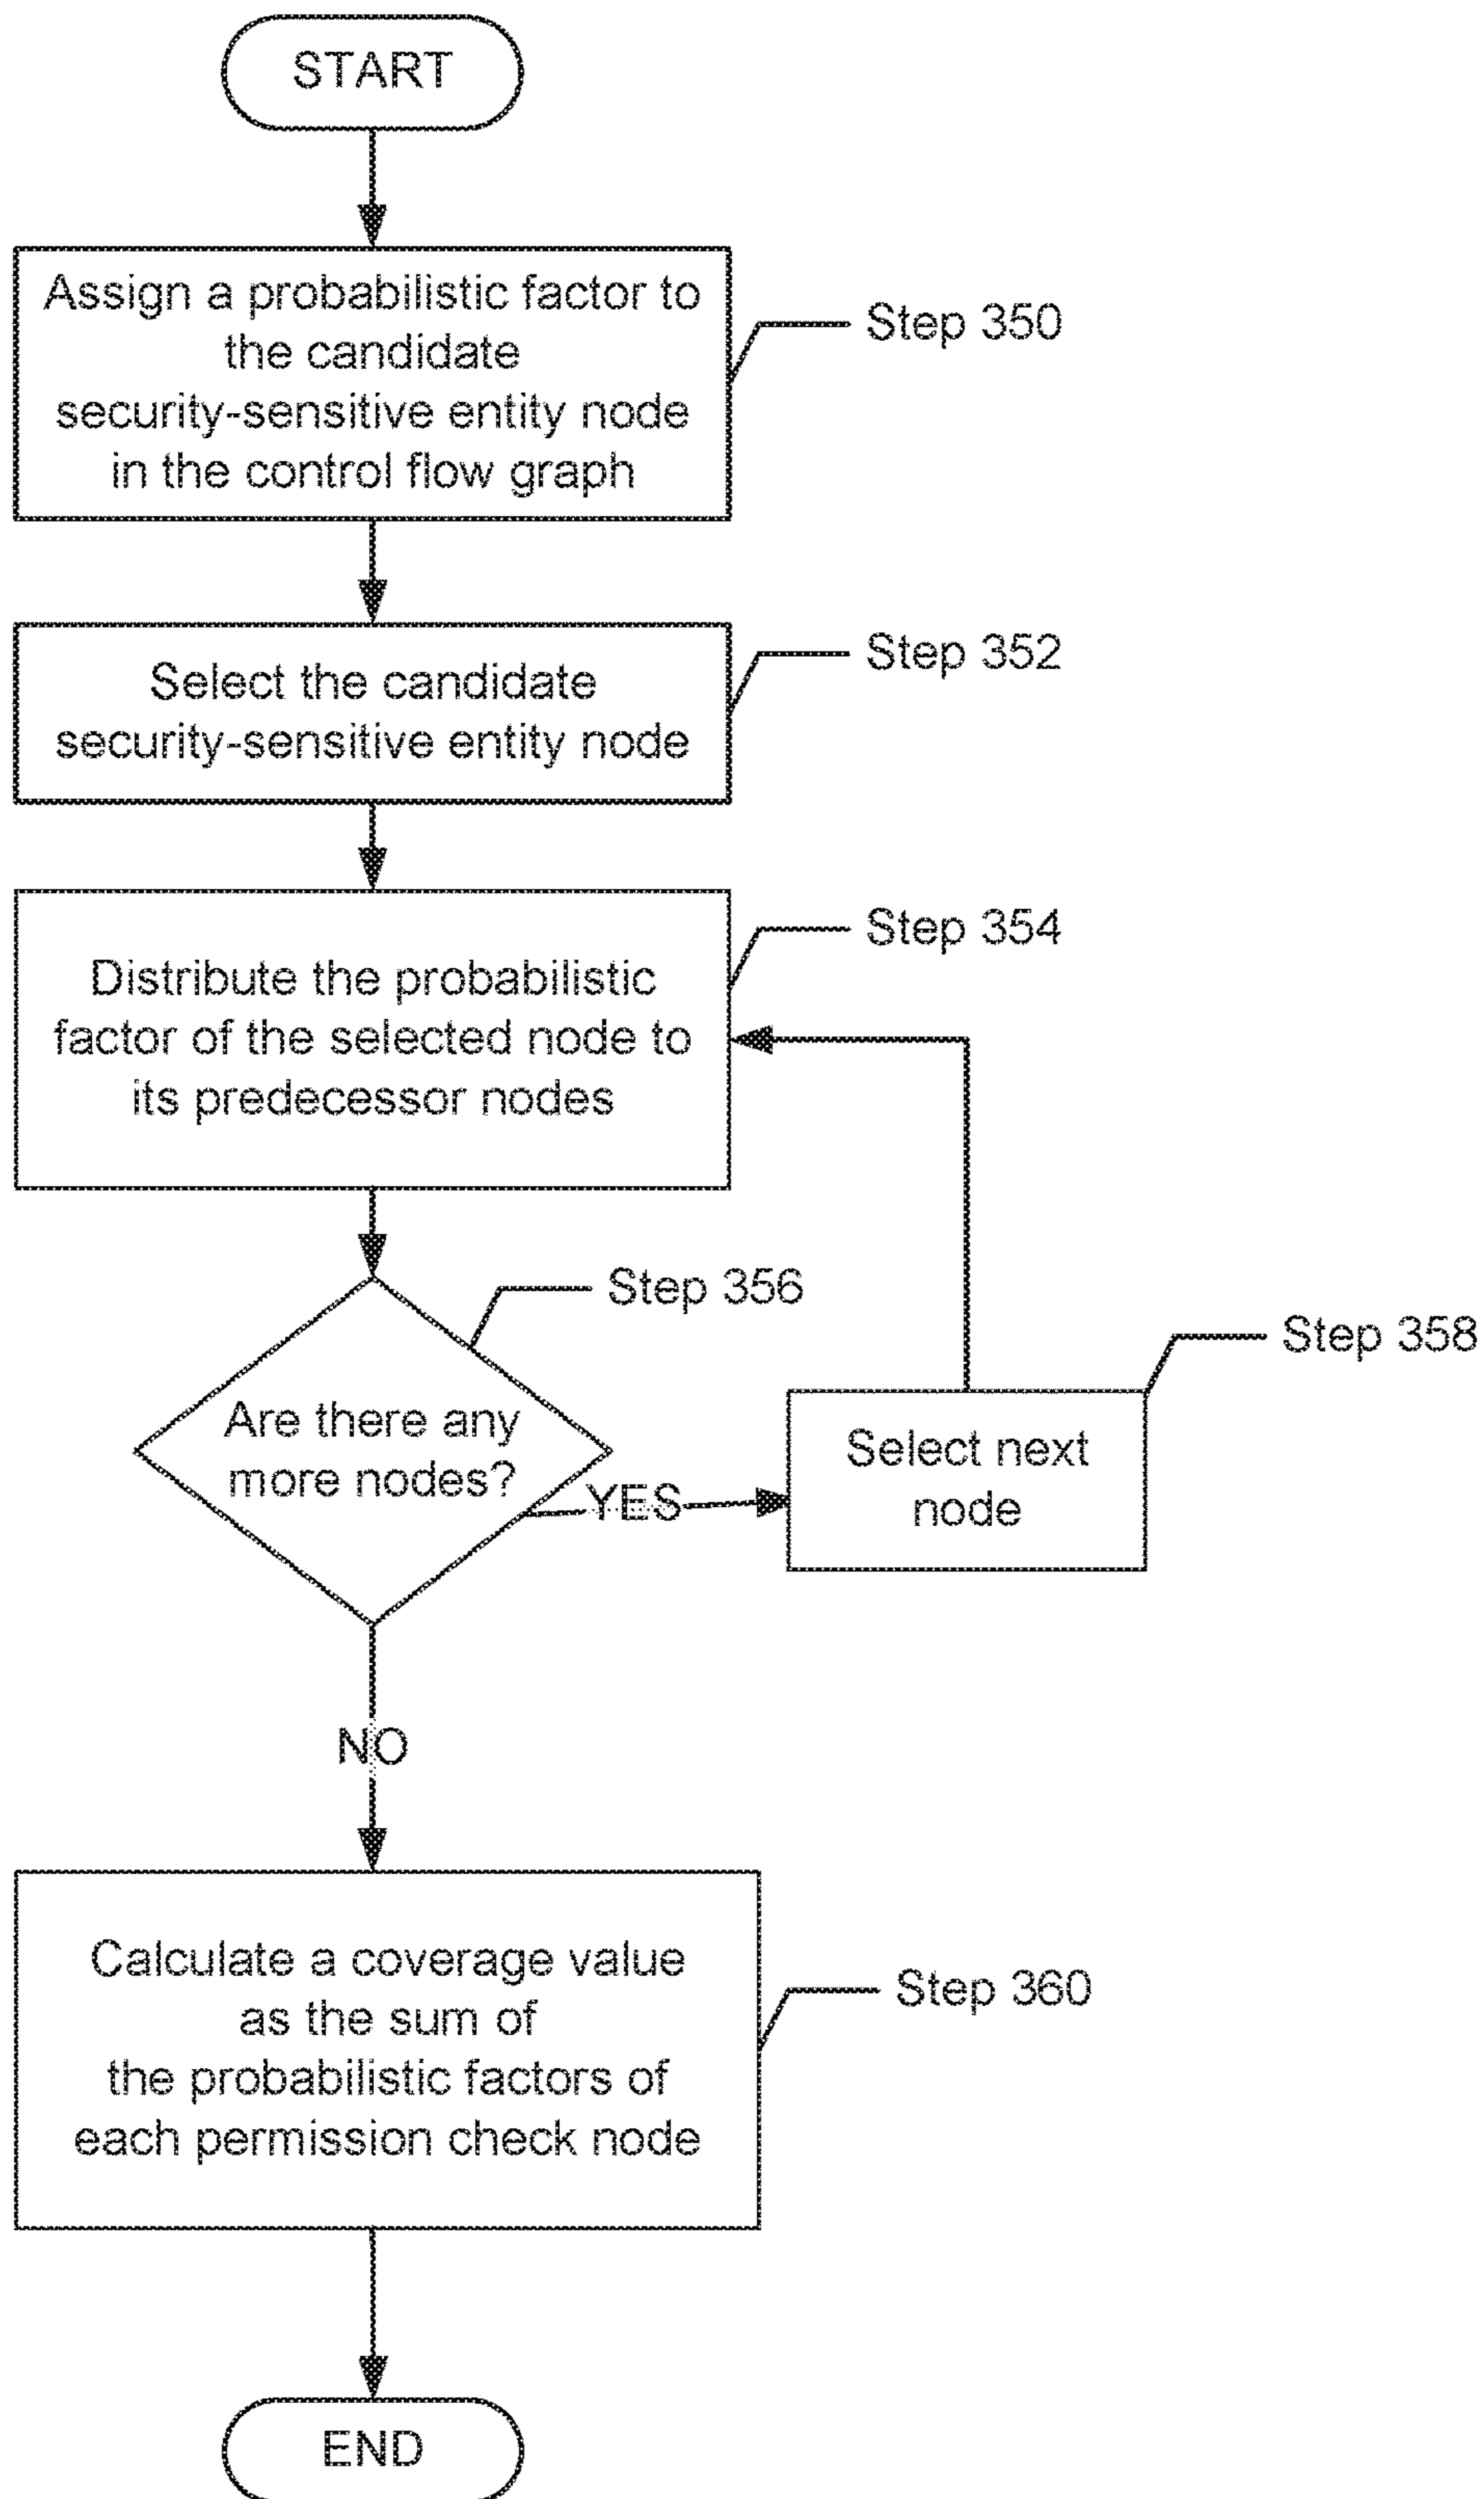 START
Assign a probabilistic factor to
the candidate
security-sensitive entity node
in the control flow graph
Step 350
Select the candidate
security-sensitive entity node
Step 352
Distribute the probabilistic
factor of the selected node to
its predecessor nodes
Step 354
Are there any
more nodes?
Step 356
YES
Select next
node
Step 358
NO
Calculate a coverage value
as the sum of
the probabilistic factors of
each permission check node
Step 360
END